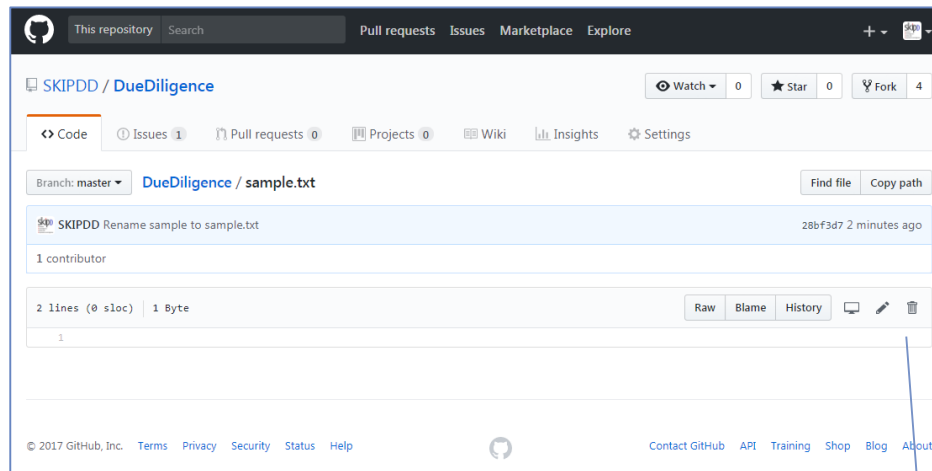 This repository Search Pull requests Issues Marketplace Explore
SKIPDD / DueDiligence Watch 0 Star 0 Fork 4
Code Issues 1 Pull requests 0 Projects 0 Wiki Insights Settings
Branch: master DueDiligence / sample.txt Find file Copy path
SKIPDD Rename sample to sample.txt 28bf3d7 2 minutes ago
1 contributor
2 lines (0 sloc) 1 Byte Raw Blame History
1
© 2017 GitHub, Inc. Terms Privacy Security Status Help Contact GitHub API Training Shop Blog About